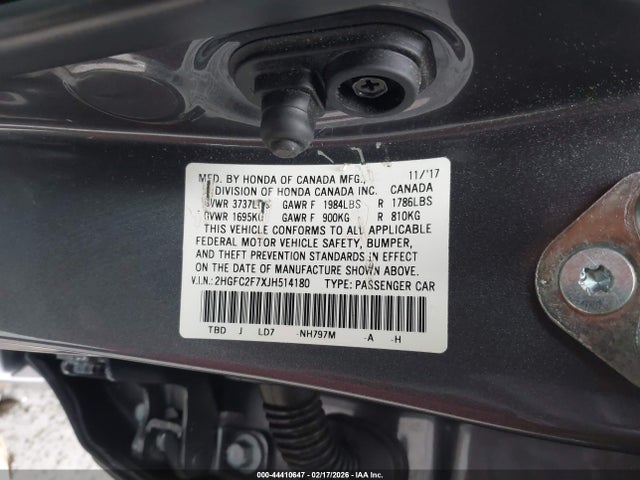 MFD. BY HONDA OF CANADA MFG., 11/'17
A DIVISION OF HONDA CANADA INC. CANADA
GVWR 3737LBS GAWR F 1984LBS R 1786LBS
GVWR 1695KG GAWR F 900KG R 810KG
THIS VEHICLE CONFORMS TO ALL APPLICABLE
FEDERAL MOTOR VEHICLE SAFETY, BUMPER,
AND THEFT PREVENTION STANDARDS IN EFFECT
ON THE DATE OF MANUFACTURE SHOWN ABOVE.
V.I.N.: 2HGFC2F7XJH514180 TYPE: PASSENGER CAR
TBD J LD7 -NH797M -A -H
000-44410647 - 02/17/2026 - IAA Inc.